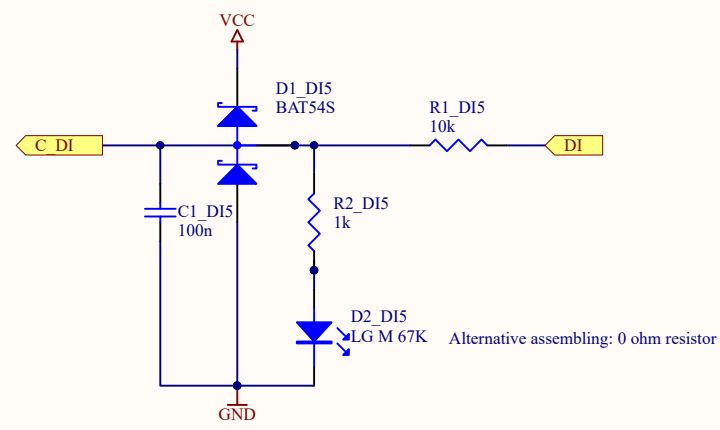 VCC
D1_DI5
BAT54S
R1_DI5
10k
C_DI
DI
C1_DI5
100n
R2_DI5
1k
D2_DI5
LG M 67K
Alternative assembling: 0 ohm resistor
GND